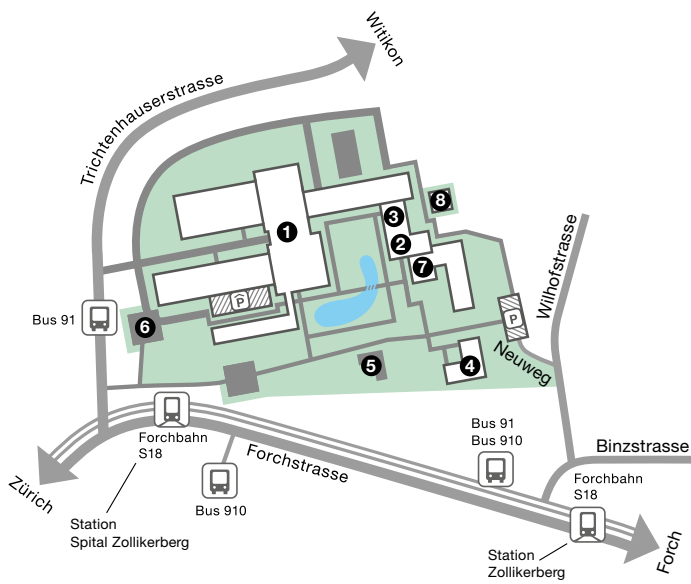 Witikon
Trichtenhauserstrasse
8
3
1
2
7
Wilhofstrasse
P
P
Bus 91
6
Neuweg
5
4
Forchbahn
S18
Forchstrasse
Bus 91
Bus 910
Binzstrasse
Zürich
Bus 910
Forchbahn
S18
Station
Spital Zollikerberg
Station
Zollikerberg
Forch